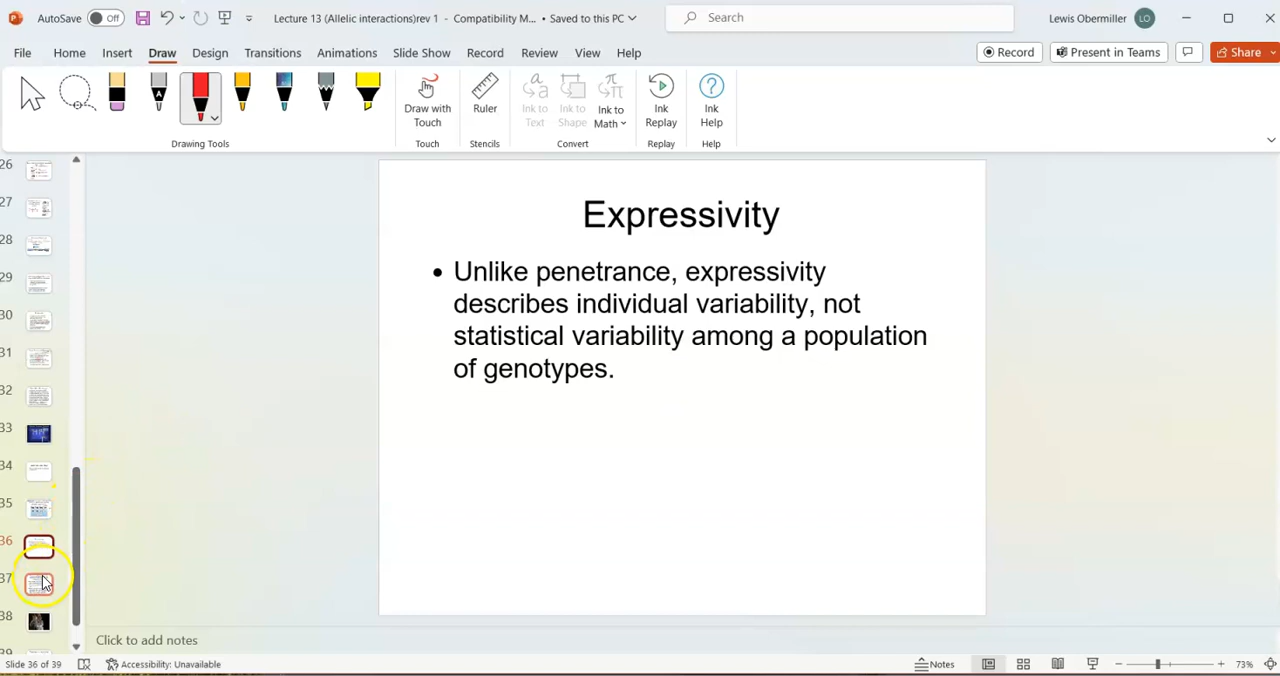 AutoSave Off Lecture 13 (Allelic interactions)rev 1 - Compatibility M... • Saved to this PC Search Lewis Obermiller LO
File Home Insert Draw Design Transitions Animations Slide Show Record Review View Help Record Present in Teams Share
Draw with Touch
Ruler
Ink to Text
Ink to Shape
Ink to Math
Ink Replay
Ink Help
Drawing Tools Touch Stencils Convert Replay Help
26
27
28
29
30
31
32
33
34
35
36
37
38
39
Expressivity
• Unlike penetrance, expressivity
describes individual variability, not
statistical variability among a population
of genotypes.
Click to add notes
Slide 36 of 39 Accessibility: Unavailable Notes 73%